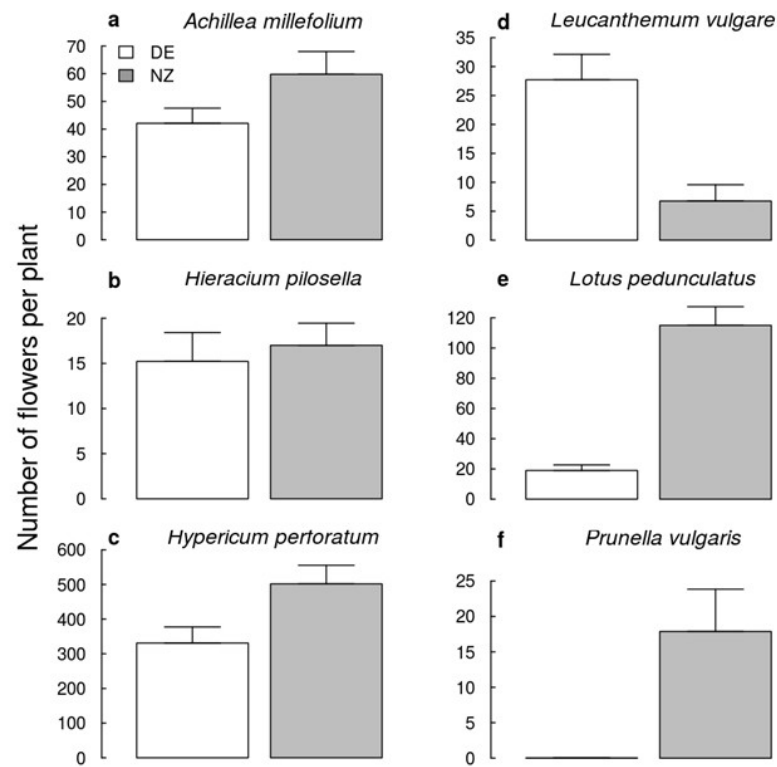 Number of flowers per plant
a
Achillea millefolium
DE
NZ
70
60
50
40
30
20
10
0
b
Hieracium pilosella
20
15
10
5
0
c
Hypericum perforatum
600
500
400
300
200
100
0
d
Leucanthemum vulgare
35
30
25
20
15
10
5
0
e
Lotus pedunculatus
120
100
80
60
40
20
0
f
Prunella vulgaris
25
20
15
10
5
0